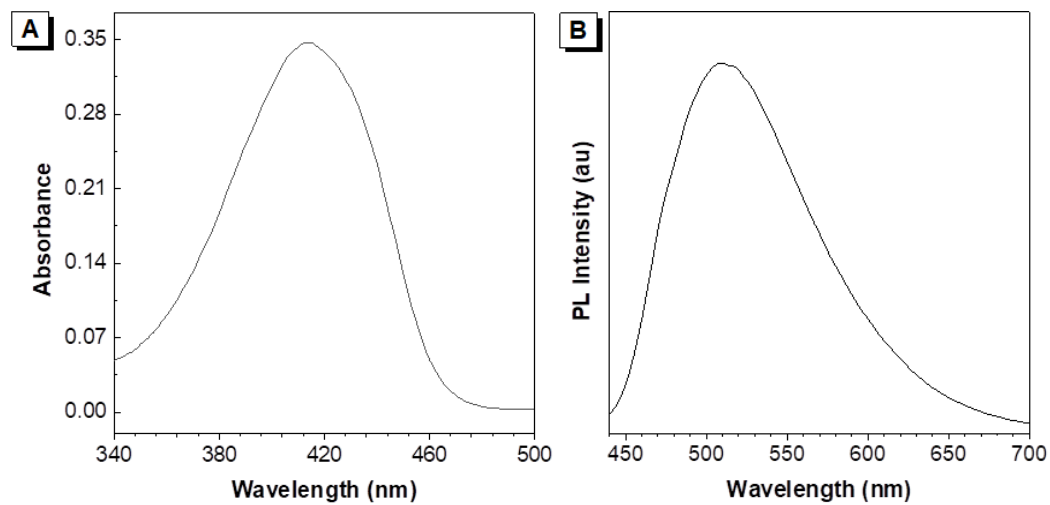 A
0.35
0.28
0.21
0.14
0.07
0.00
Absorbance
340 380 420 460 500
Wavelength (nm)
B
PL Intensity (au)
450 500 550 600 650 700
Wavelength (nm)